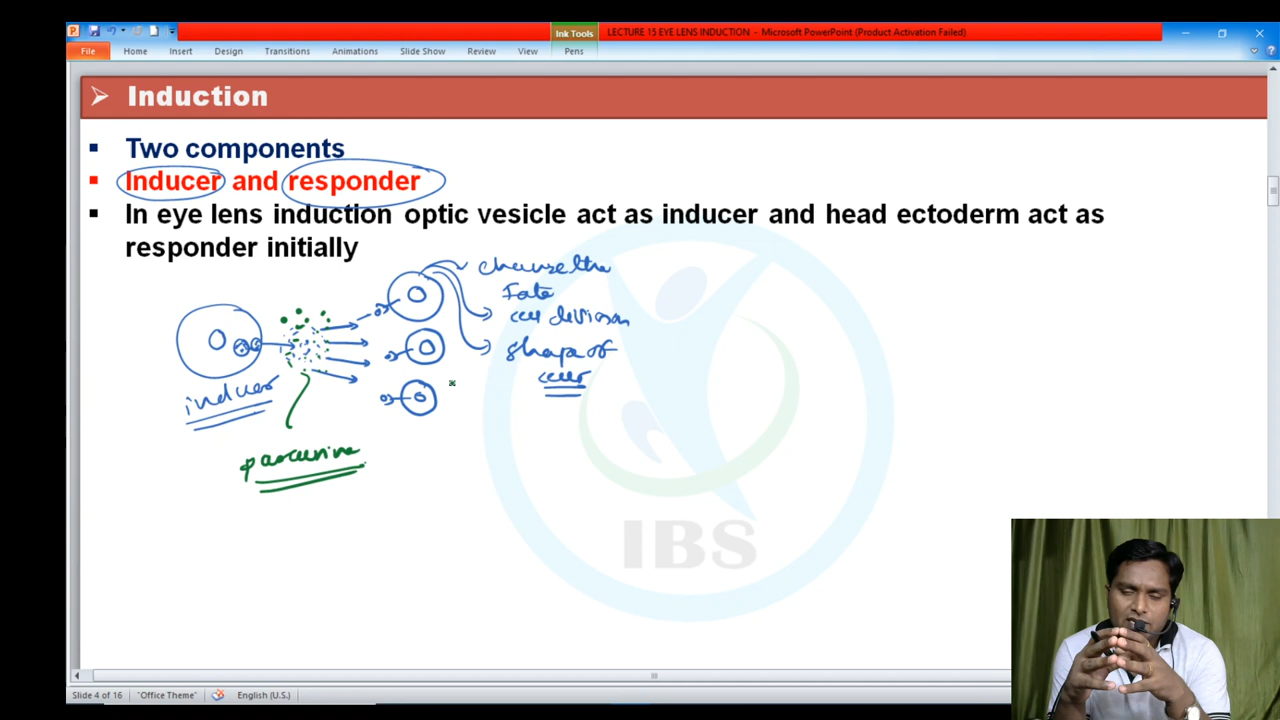 Ink Tools
LECTURE 15 EYE LENS INDUCTION - Microsoft PowerPoint (Product Activation Failed)
File Home Insert Design Transitions Animations Slide Show Review View Pens
Induction
Two components
Inducer and responder
In eye lens induction optic vesicle act as inducer and head ectoderm act as
responder initially
change the
Fate
cell division
shape of
cell
inducer
paracrine
IBS
Slide 4 of 16 "Office Theme" English (U.S.)